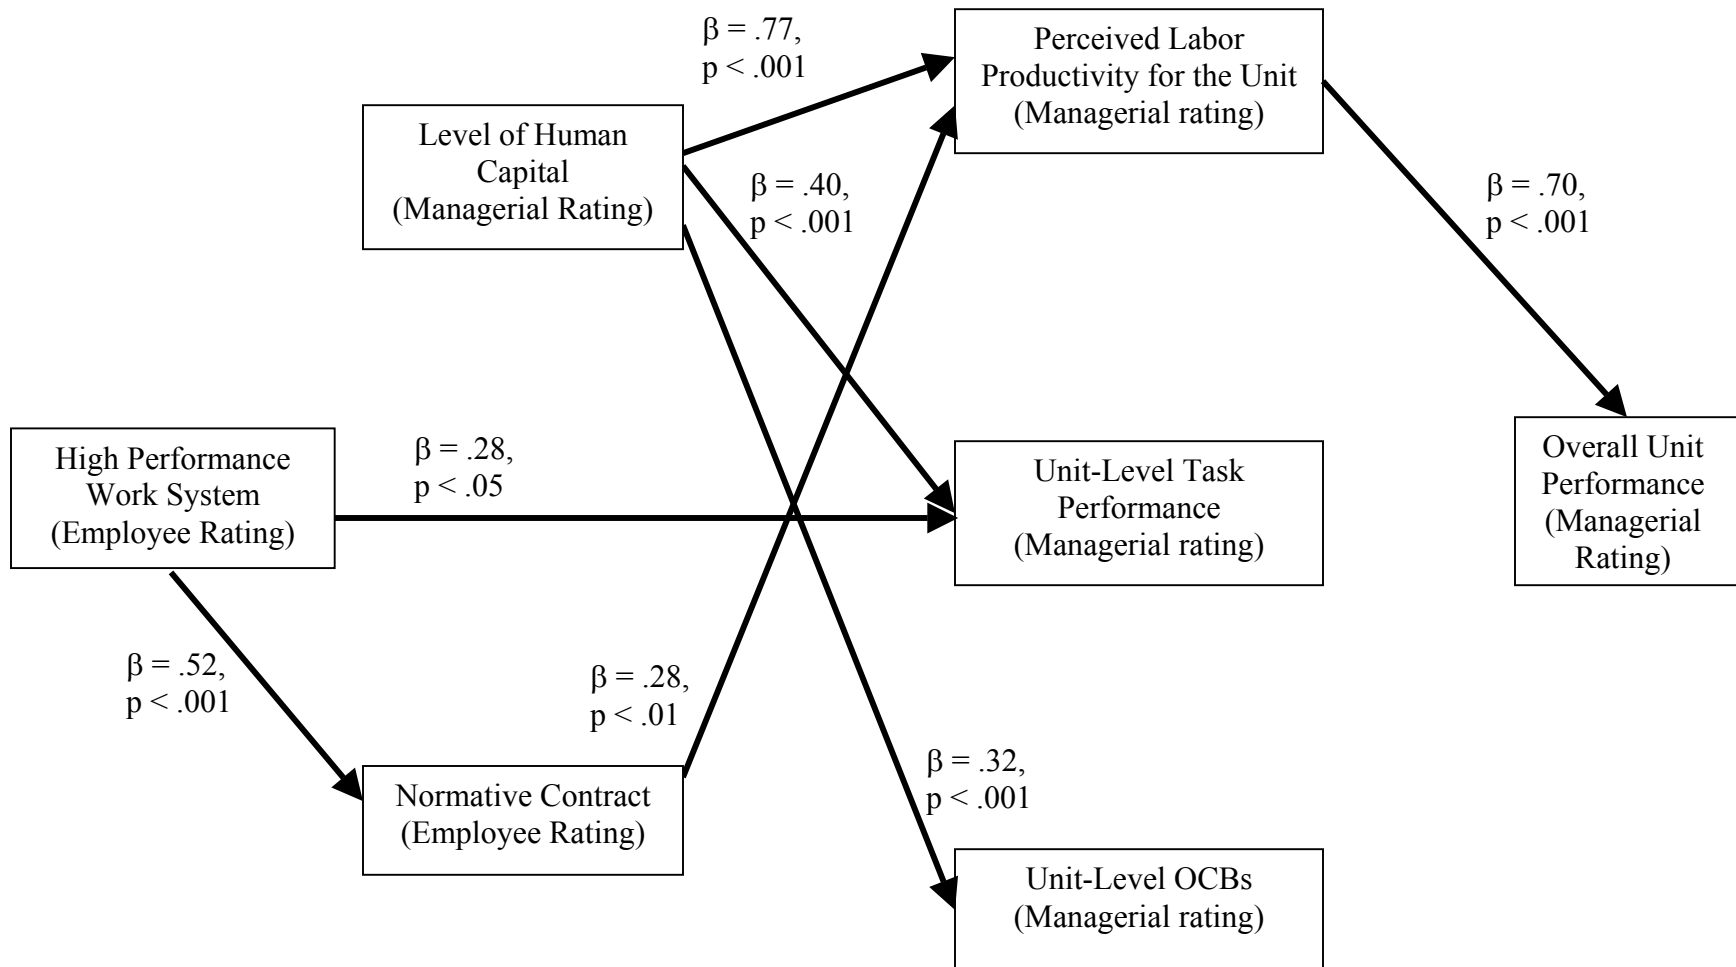 β = .77,
p < .001
Perceived Labor
Productivity for the Unit
(Managerial rating)
Level of Human
Capital
(Managerial Rating)
β = .40,
p < .001
β = .70,
p < .001
High Performance
Work System
(Employee Rating)
β = .28,
p < .05
Unit-Level Task
Performance
(Managerial rating)
Overall Unit
Performance
(Managerial
Rating)
β = .52,
p < .001
β = .28,
p < .01
Normative Contract
(Employee Rating)
β = .32,
p < .001
Unit-Level OCBs
(Managerial rating)